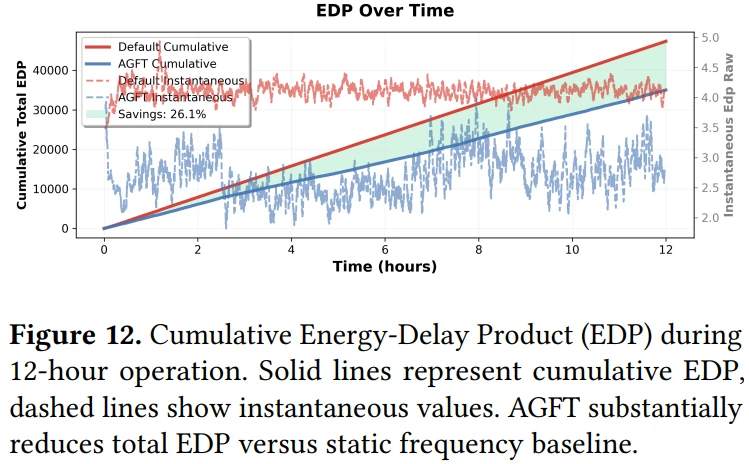 EDP Over Time
Default Cumulative
AGFT Cumulative
Default Instantaneous
AGFT Instantaneous
Savings: 26.1%
Cumulative Total EDP
40000
30000
20000
10000
0
5.0
4.5
4.0
3.5
3.0
2.5
2.0
Instantaneous Edp Raw
0 2 4 6 8 10 12
Time (hours)
Figure 12. Cumulative Energy-Delay Product (EDP) during
12-hour operation. Solid lines represent cumulative EDP,
dashed lines show instantaneous values. AGFT substantially
reduces total EDP versus static frequency baseline.